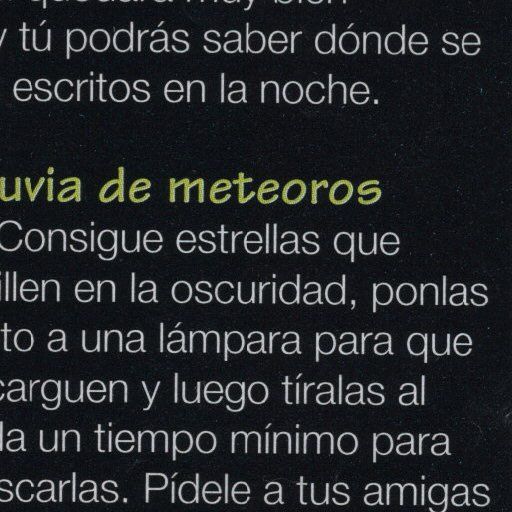 quedará muy bien
y tú podrás saber dónde se
escritos en la noche.
uvia de meteoros
Consigue estrellas que
illen en la oscuridad, ponlas
to a una lámpara para que
carguen y luego tíralas al
la un tiempo mínimo para
scarlas. Pídele a tus amigas